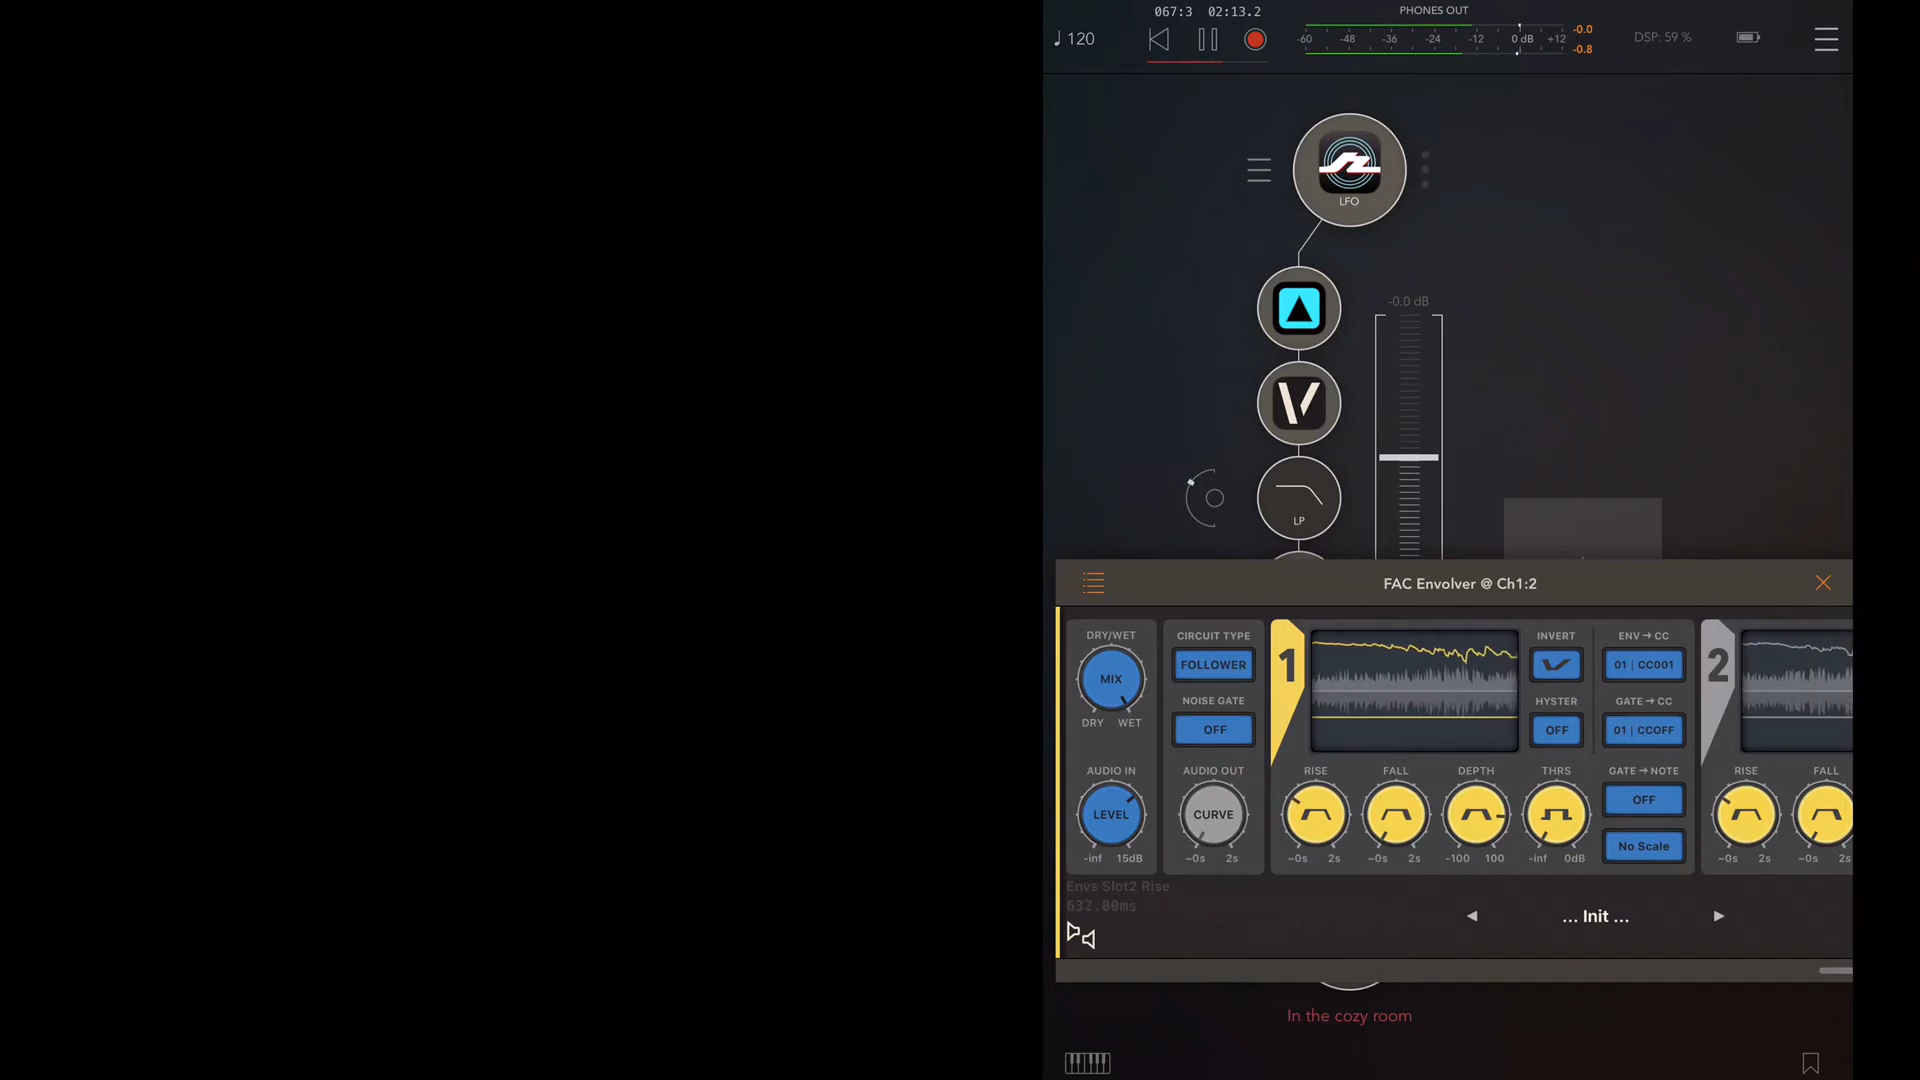 067:3 02:13.2
PHONES OUT
120
-60 -48 -36 -24 -12 0 dB +12
-0.0
-0.8
DSP: 59 %
LFO
-0.0 dB
LP
FAC Envolver @ Ch1:2
DRY/WET
MIX
DRY WET
AUDIO IN
LEVEL
-inf 15dB
CIRCUIT TYPE
FOLLOWER
NOISE GATE
OFF
AUDIO OUT
CURVE
~0s 2s
1
INVERT
HYSTER
OFF
ENV→CC
01 | CC001
GATE→CC
01 | CCOFF
RISE FALL DEPTH THRS
~0s 2s ~0s 2s -100 100 -inf 0dB
GATE→NOTE
OFF
No Scale
2
RISE FALL
~0s 2s ~0s 2s
Envs Slot2 Rise
632.00ms
... Init ...
In the cozy room